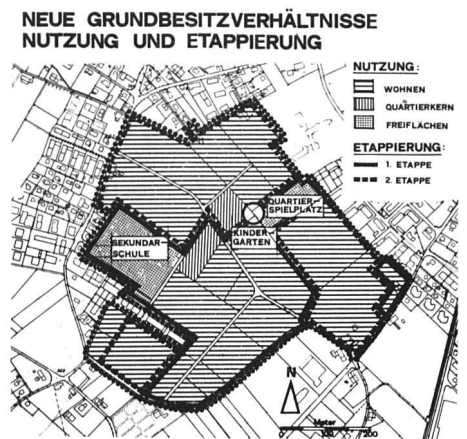 NEUE GRUNDBESITZVERHÄLTNISSE
NUTZUNG UND ETAPPIERUNG
NUTZUNG:
WOHNEN
QUARTIERKERN
FREIFLÄCHEN
ETAPPIERUNG:
1. ETAPPE
2. ETAPPE
QUARTIER-
SPIELPLATZ
KINDER-
GARTEN
SEKUNDAR-
SCHULE
N
Meter
100 200